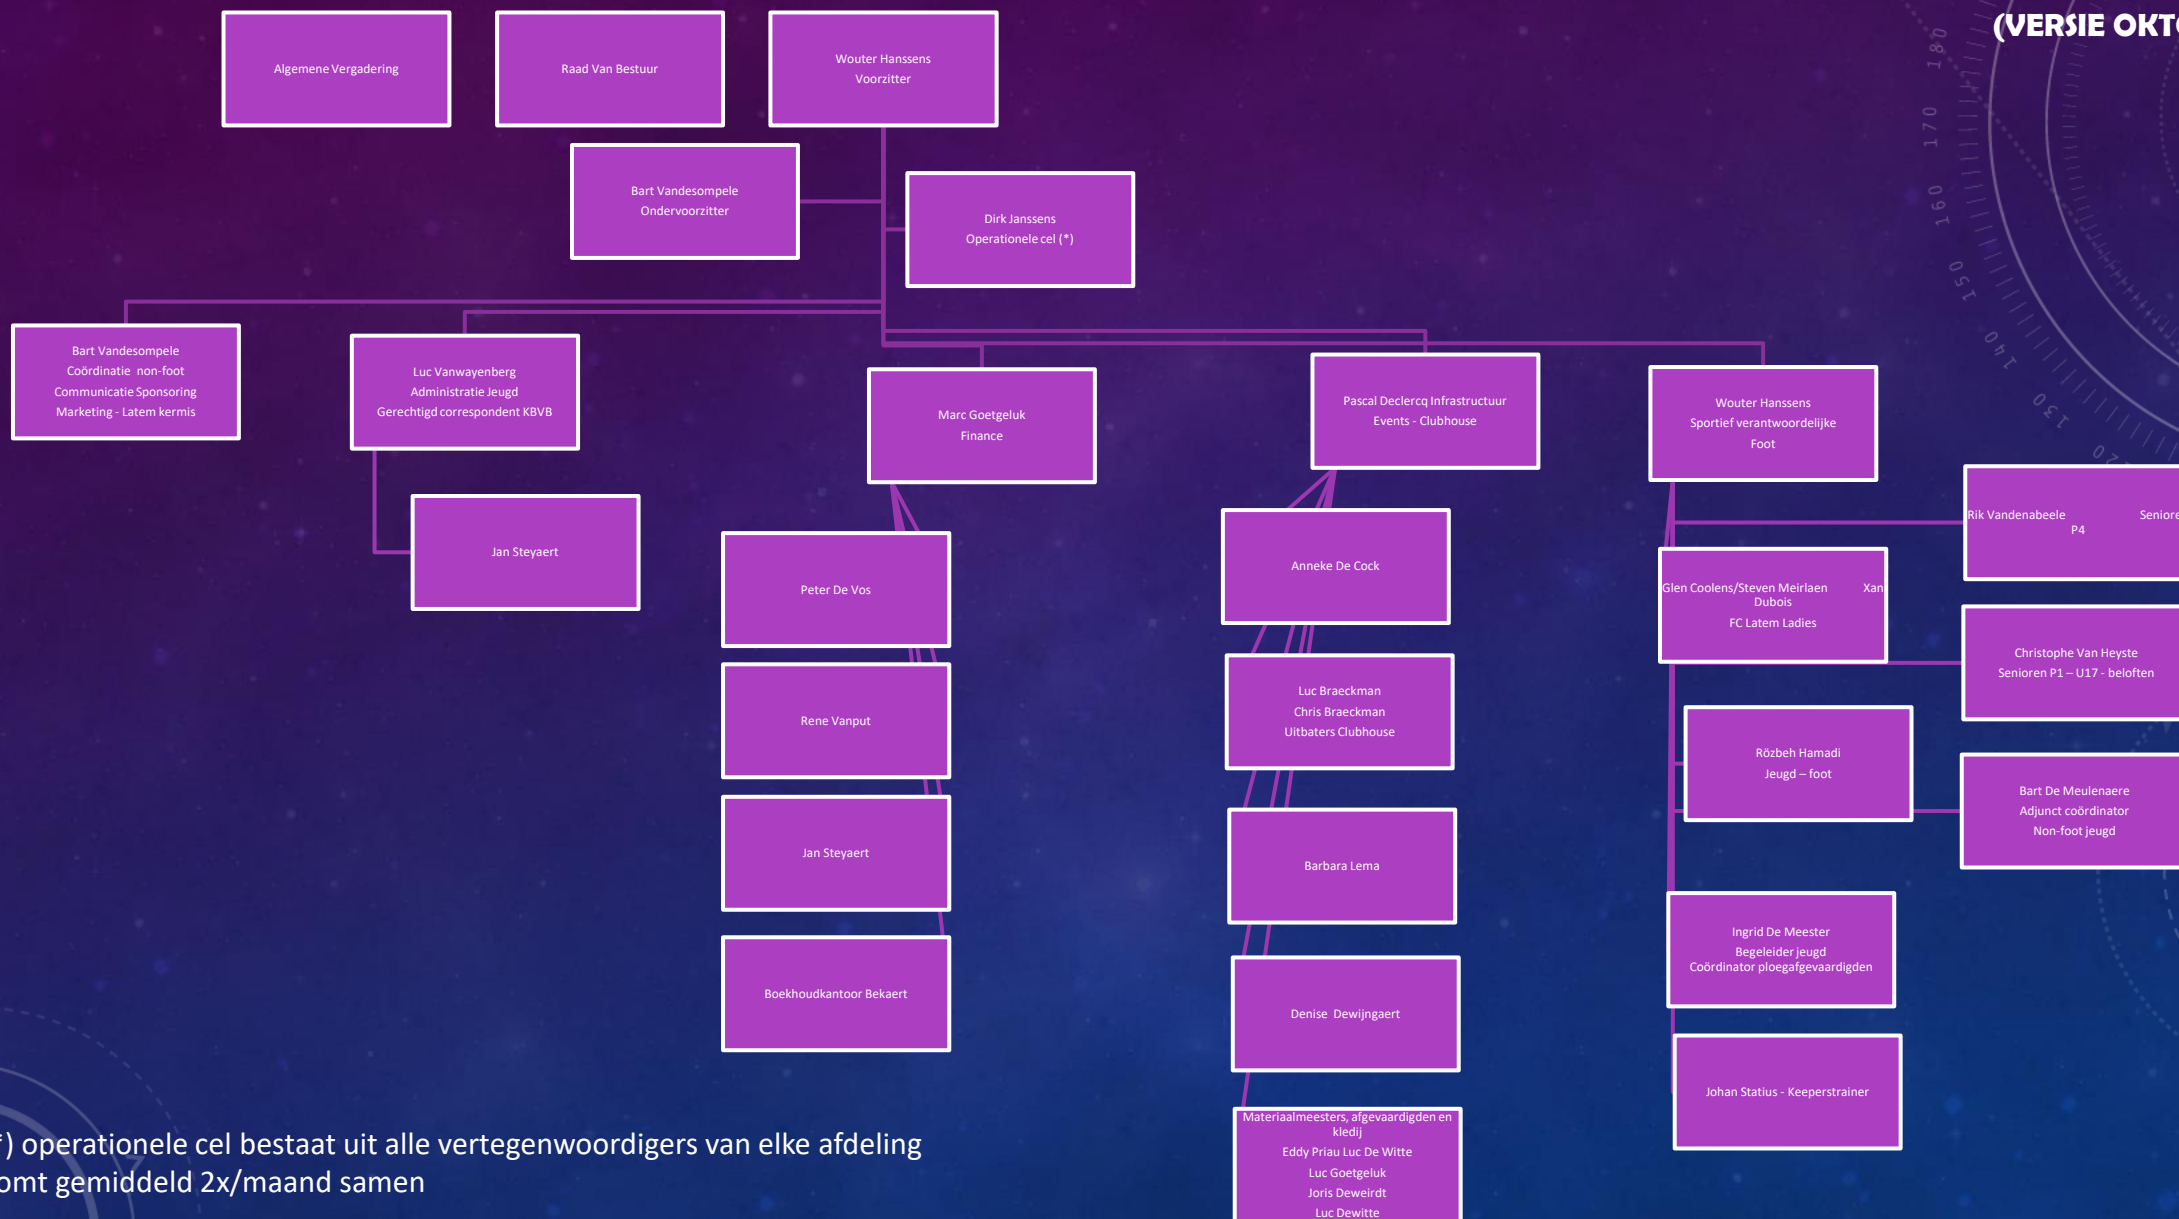 (VERSIE
Algemene Vergadering
Raad Van Bestuur
Wouter Hanssens
Voorzitter
Bart Vandesompele
Ondervoorzitter
Dirk Janssens
Operationele cel (*)
Bart Vandesompele
Coördinatie non-foot
Communicatie Sponsoring
Marketing - Latem kermis
Luc Vanwayenberg
Administratie Jeugd
Gerechtigd correspondent KBVB
Marc Goetgeluk
Finance
Pascal Declercq Infrastructuur
Events - Clubhouse
Wouter Hanssens
Sportief verantwoordelijke
Foot
Jan Steyaert
Peter De Vos
Rene Vanput
Jan Steyaert
Boekhoudkantoor Bekaert
Anneke De Cock
Luc Braeckman
Chris Braeckman
Uitbaters Clubhouse
Barbara Lema
Denise Dewijngaert
Materiaalmeesters, afgevaardigden en
kledij
Eddy Priau Luc De Witte
Luc Goetgeluk
Joris Deweirdt
Luc Dewitte
Rik Vandenabeele
P4
Glen Coolens/Steven Meirlaen Xan
Dubois
FC Latem Ladies
Christophe Van Heyste
Senioren P1 – U17 - beloften
Rözbeh Hamadi
Jeugd – foot
Bart De Meulenaere
Adjunct coördinator
Non-foot jeugd
Ingrid De Meester
Begeleider jeugd
Coördinator ploegafgevaardigden
Johan Statius - Keeperstrainer
*) operationele cel bestaat uit alle vertegenwoordigers van elke afdeling
omt gemiddeld 2x/maand samen